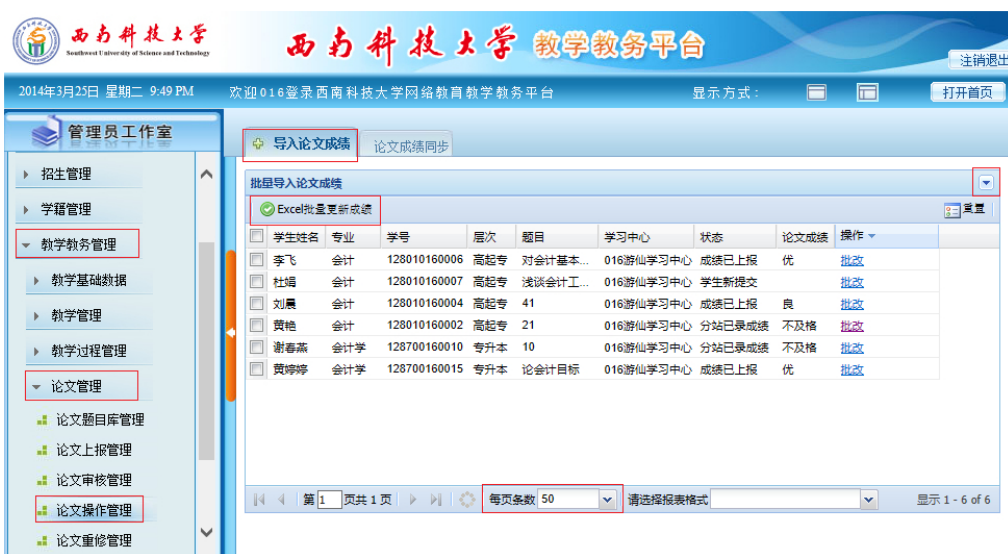 西南科技大学
Southwest University of Science and Technology
西南科技大学 教学教务平台
注销退出
2014年3月25日 星期二 9:49 PM 欢迎016登录西南科技大学网络教育教学教务平台 显示方式： 打开首页
管理员工作室
招生管理
学籍管理
教学教务管理
教学基础数据
教学管理
教学过程管理
论文管理
论文题目库管理
论文上报管理
论文审核管理
论文操作管理
论文重修管理
导入论文成绩 论文成绩同步
批量导入论文成绩
Excel批量更新成绩 重置
学生姓名 专业 学号 层次 题目 学习中心 状态 论文成绩 操作
李飞 会计 128010160006 高起专 对会计基本... 016游仙学习中心 成绩已上报 优 批改
杜娟 会计 128010160007 高起专 浅谈会计工... 016游仙学习中心 学生新提交 批改
刘晨 会计 128010160004 高起专 41 016游仙学习中心 成绩已上报 良 批改
黄艳 会计 128010160002 高起专 21 016游仙学习中心 分站已录成绩 不及格 批改
谢春燕 会计学 128700160010 专升本 10 016游仙学习中心 分站已录成绩 不及格 批改
黄婷婷 会计学 128700160015 专升本 论会计目标 016游仙学习中心 成绩已上报 优 批改
第 1 页共 1 页 每页条数 50 请选择报表格式 显示 1 - 6 of 6